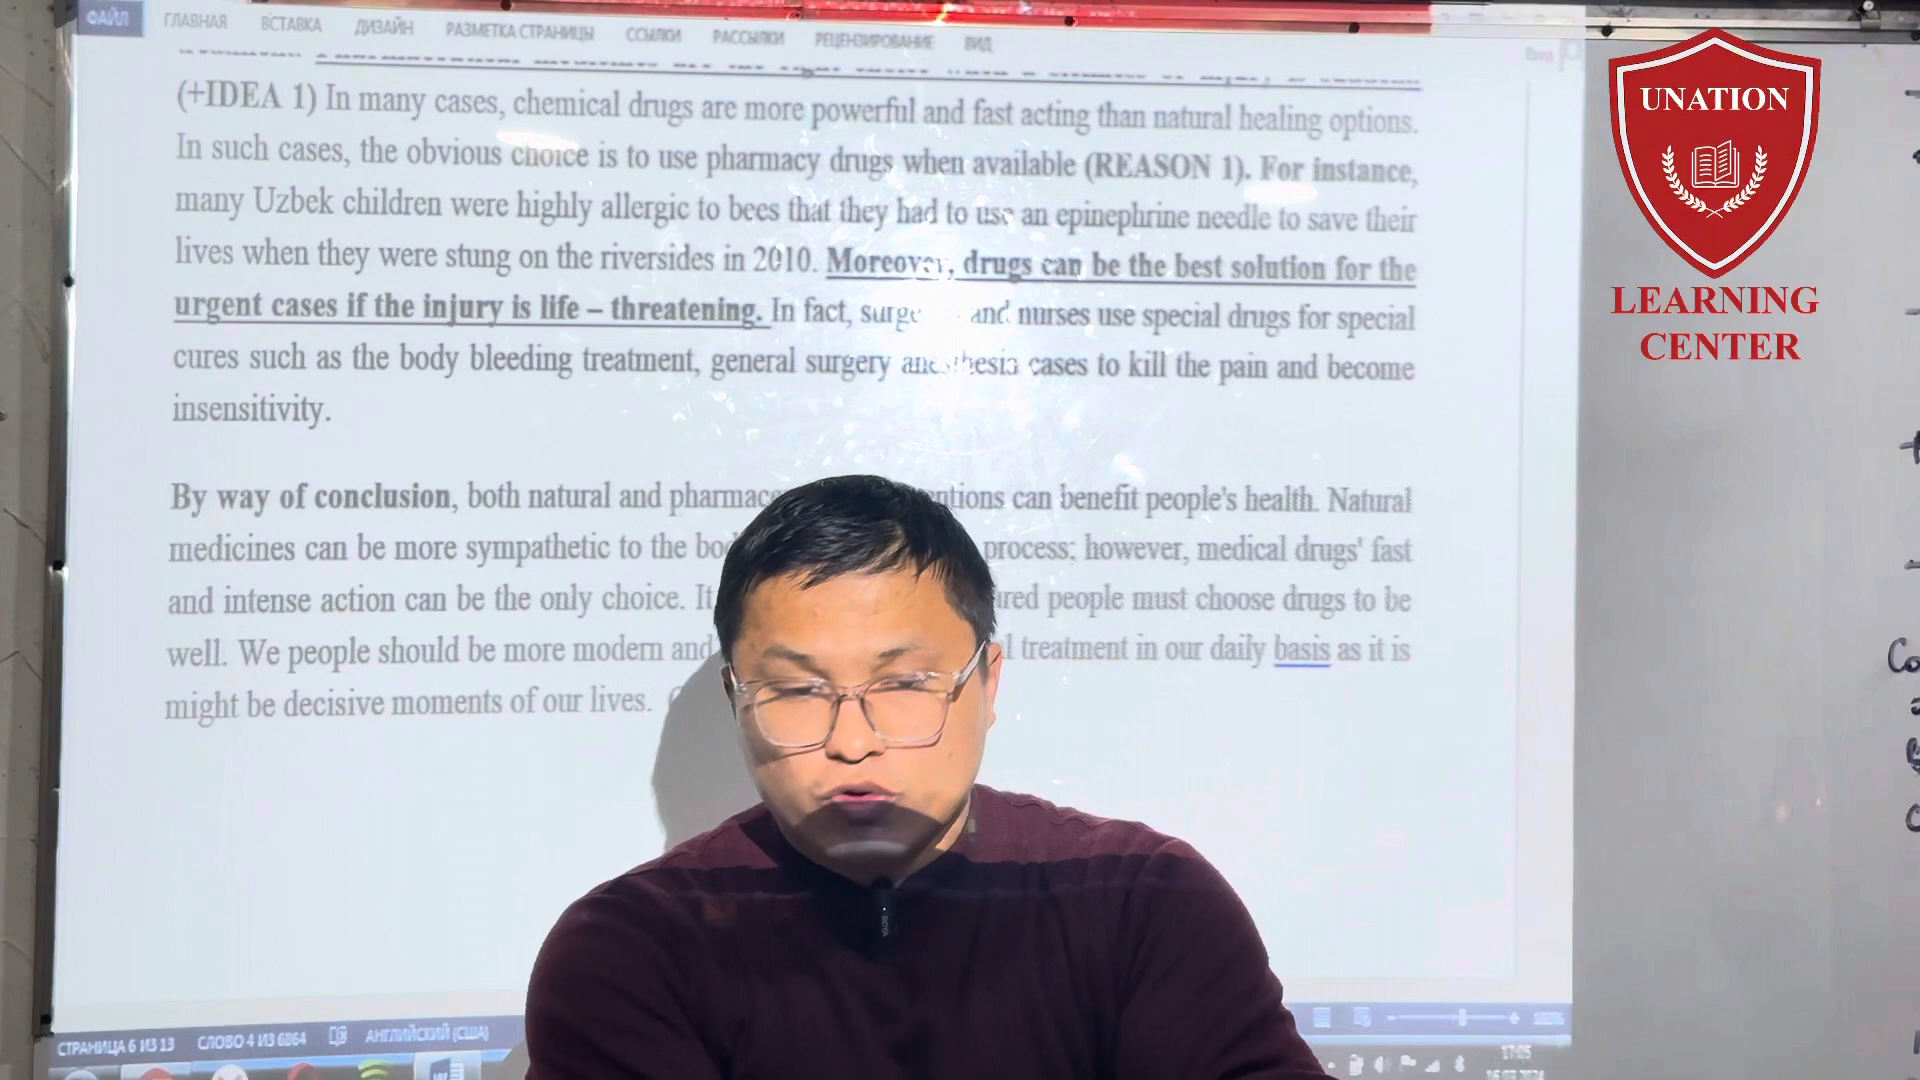 ФАЙЛ ГЛАВНАЯ ВСТАВКА ДИЗАЙН РАЗМЕТКА СТРАНИЦЫ ССЫЛКИ РАССЫЛКИ РЕЦЕНЗИРОВАНИЕ ВИД
(+IDEA 1) In many cases, chemical drugs are more powerful and fast acting than natural healing options.
In such cases, the obvious choice is to use pharmacy drugs when available (REASON 1). For instance,
many Uzbek children were highly allergic to bees that they had to use an epinephrine needle to save their
lives when they were stung on the riversides in 2010. Moreover, drugs can be the best solution for the
urgent cases if the injury is life – threatening. In fact, and nurses use special drugs for special
cures such as the body bleeding treatment, general surgery anesthesia cases to kill the pain and become
insensitivity.
By way of conclusion, both natural and can benefit people's health. Natural
medicines can be more sympathetic to the process; however, medical drugs' fast
and intense action can be the only choice. It people must choose drugs to be
well. We people should be more modern and treatment in our daily basis as it is
might be decisive moments of our lives.
СТРАНИЦА 6 ИЗ 13 СЛОВО 4 ИЗ 6864 АНГЛИЙСКИЙ (США)
17:05
UNATION
LEARNING
CENTER
BOYA